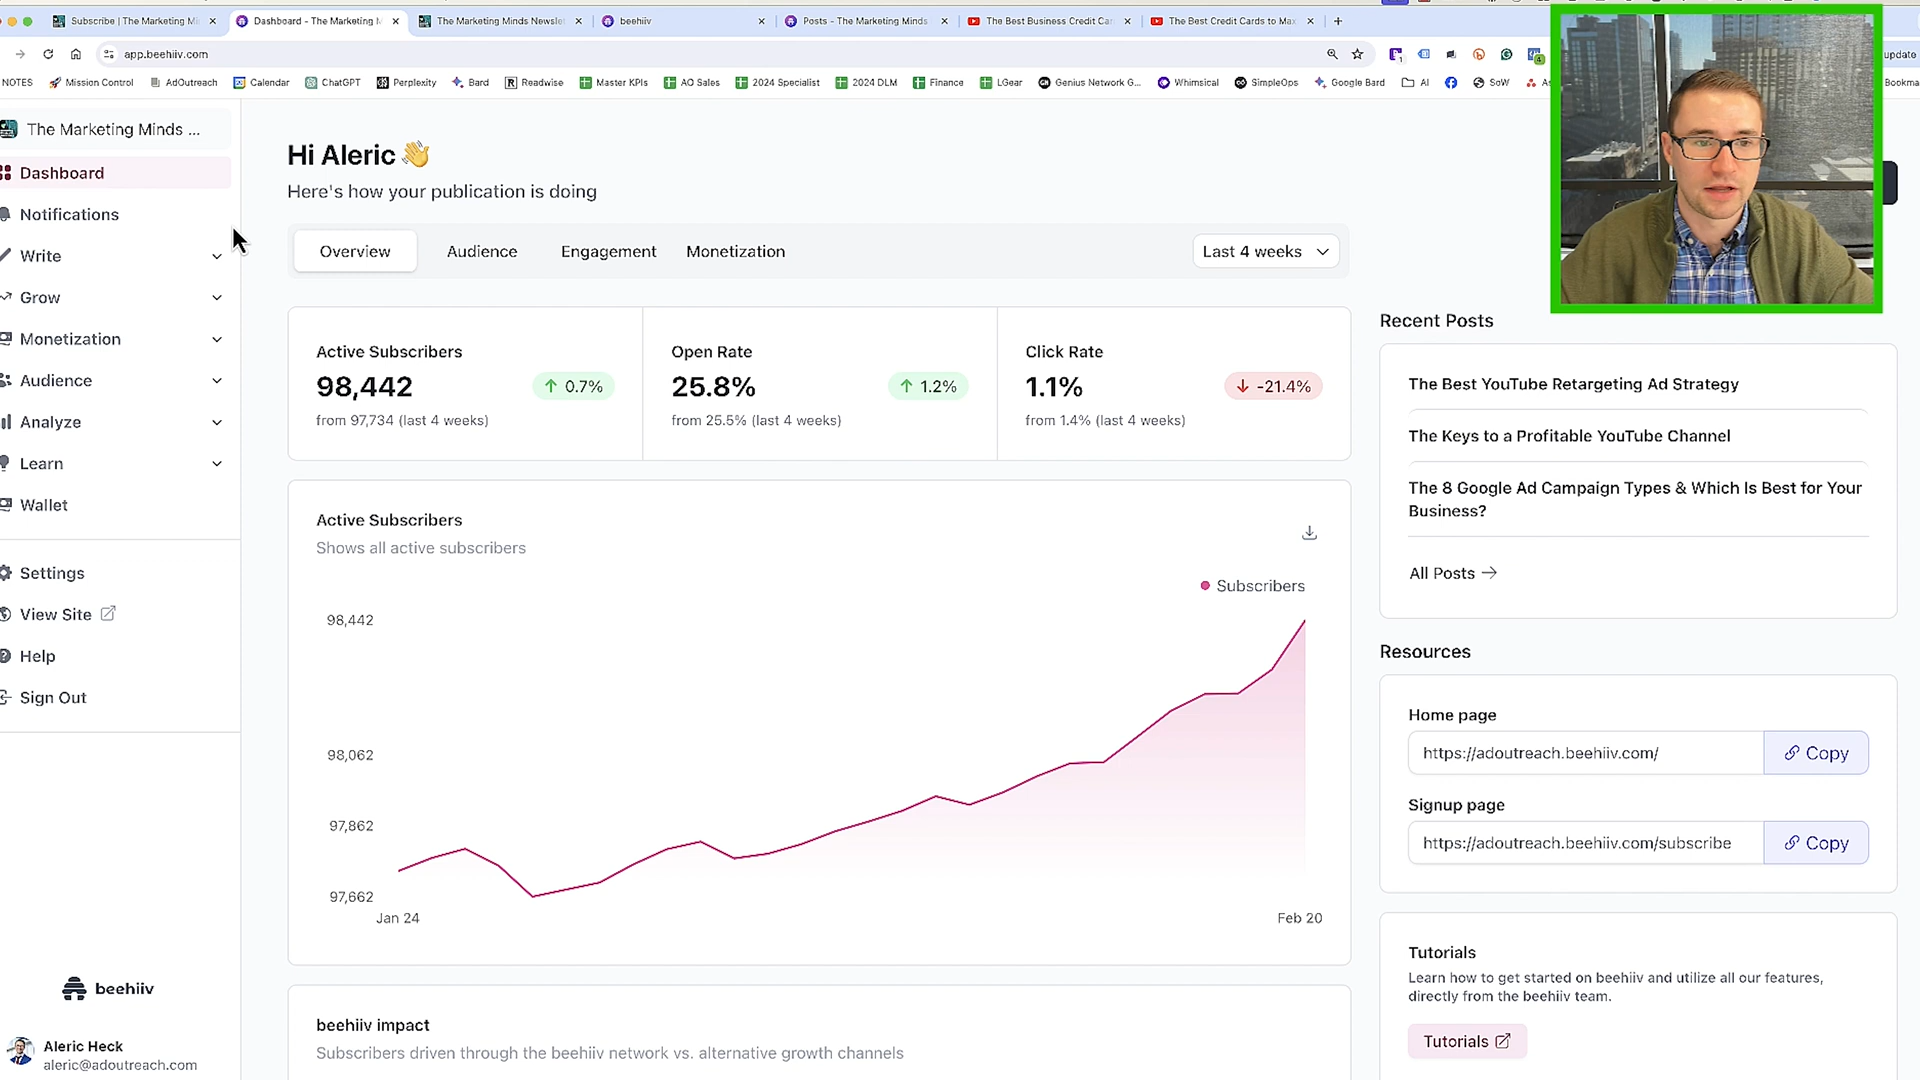 Subscribe | The Marketing Mi
Dashboard - The Marketing M
The Marketing Minds Newslet
beehiiv
Posts - The Marketing Minds
The Best Business Credit Car
The Best Credit Cards to Max
app.beehiiv.com
update
NOTES
Mission Control
AdOutreach
Calendar
ChatGPT
Perplexity
Bard
Readwise
Master KPIs
AO Sales
2024 Specialist
2024 DLM
Finance
LGear
Genius Network G...
Whimsical
SimpleOps
Google Bard
AI
SoW
Bookma
The Marketing Minds ...
Dashboard
Notifications
Write
Grow
Monetization
Audience
Analyze
Learn
Wallet
Settings
View Site
Help
Sign Out
beehiiv
Aleric Heck
aleric@adoutreach.com
Hi Aleric 👋
Here's how your publication is doing
Overview
Audience
Engagement
Monetization
Last 4 weeks
Active Subscribers
98,442
0.7%
from 97,734 (last 4 weeks)
Open Rate
25.8%
1.2%
from 25.5% (last 4 weeks)
Click Rate
1.1%
-21.4%
from 1.4% (last 4 weeks)
Active Subscribers
Shows all active subscribers
Subscribers
98,442
98,062
97,862
97,662
Jan 24
Feb 20
beehiiv impact
Subscribers driven through the beehiiv network vs. alternative growth channels
Recent Posts
The Best YouTube Retargeting Ad Strategy
The Keys to a Profitable YouTube Channel
The 8 Google Ad Campaign Types & Which Is Best for Your
Business?
All Posts →
Resources
Home page
https://adoutreach.beehiiv.com/
Copy
Signup page
https://adoutreach.beehiiv.com/subscribe
Copy
Tutorials
Learn how to get started on beehiiv and utilize all our features,
directly from the beehiiv team.
Tutorials